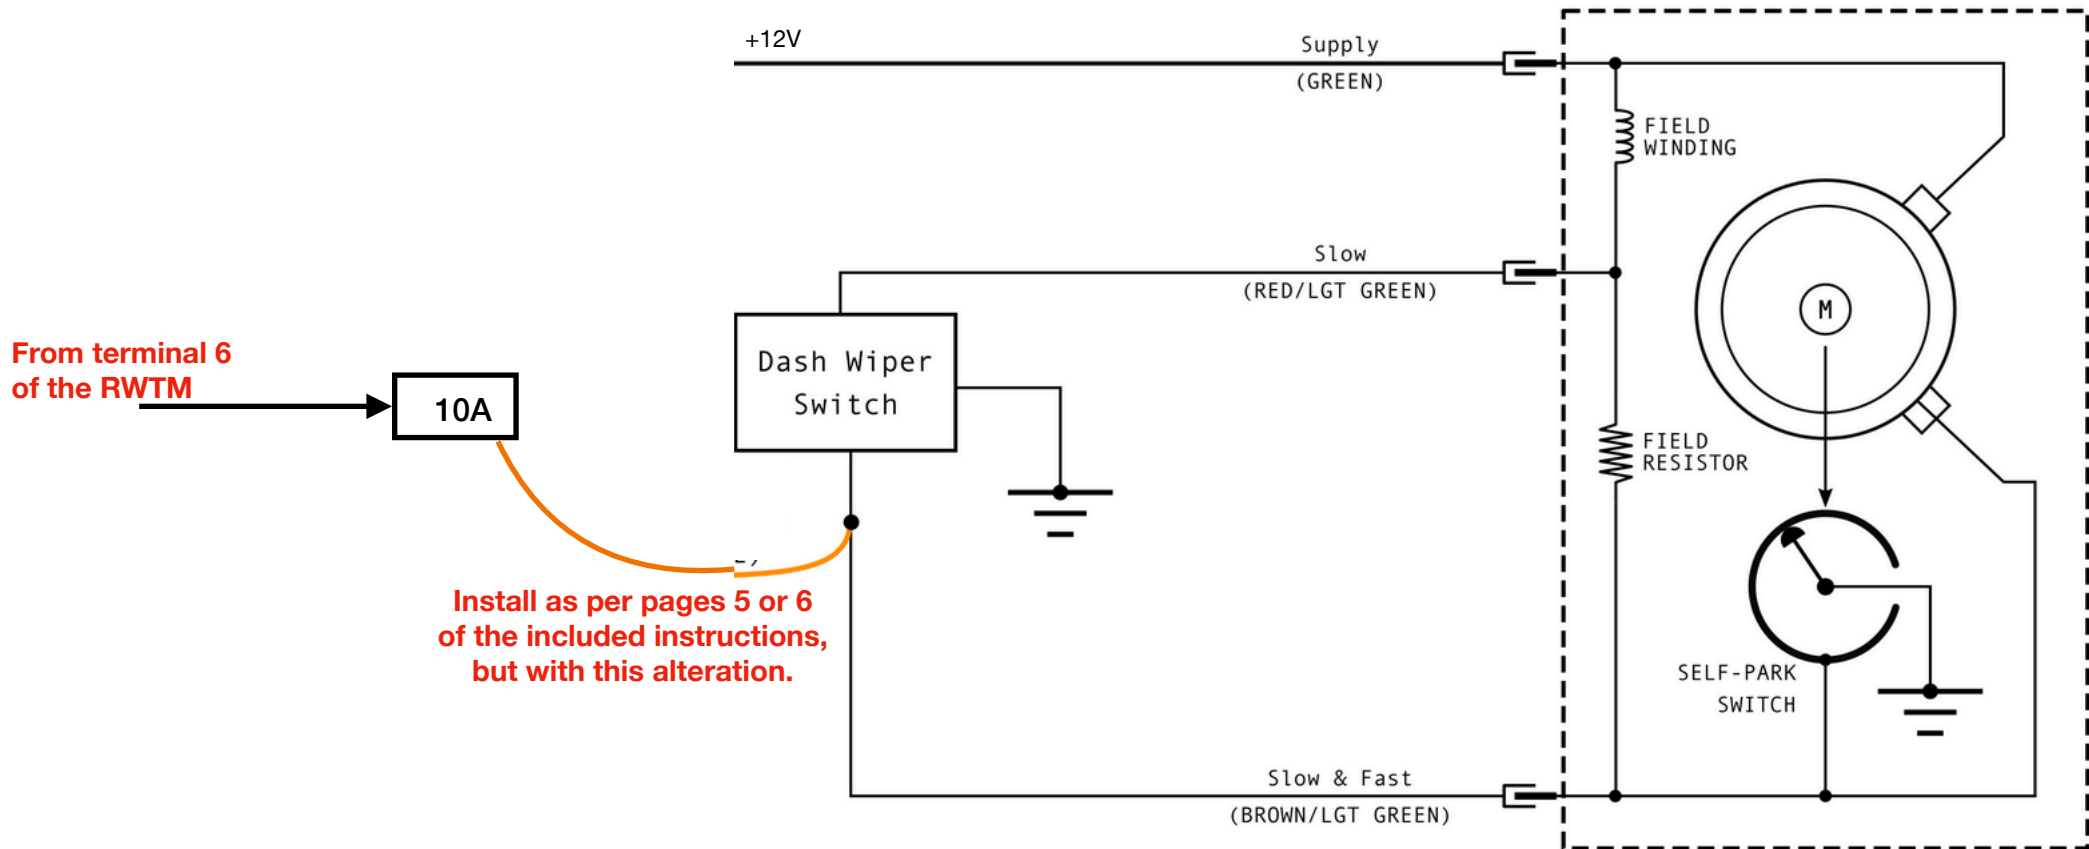 +12V
Supply
(GREEN)
FIELD
WINDING
Slow
(RED/LGT GREEN)
M
From terminal 6
of the RWTM
10A
Dash Wiper
Switch
FIELD
RESISTOR
Install as per pages 5 or 6
of the included instructions,
but with this alteration.
SELF-PARK
SWITCH
Slow & Fast
(BROWN/LGT GREEN)